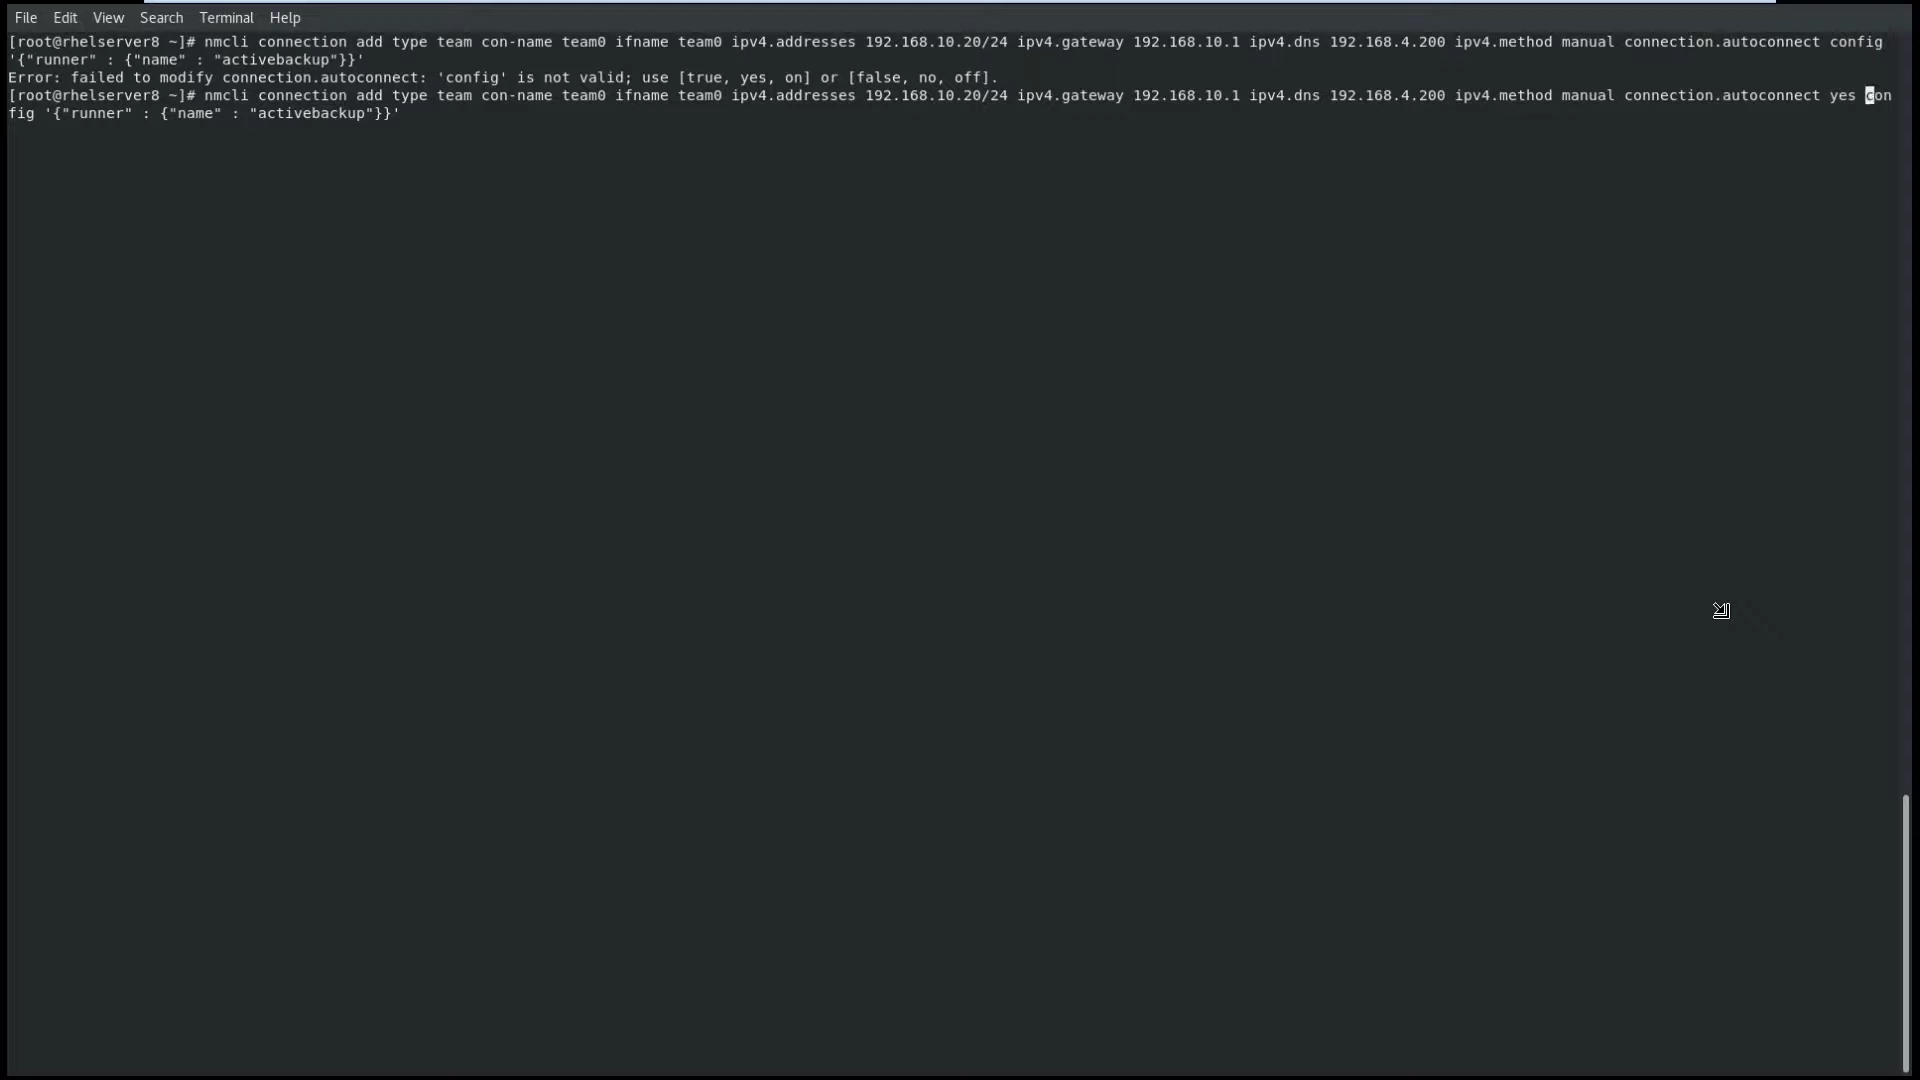 File Edit View Search Terminal Help
[root@rhelserver8 ~]# nmcli connection add type team con-name team0 ifname team0 ipv4.addresses 192.168.10.20/24 ipv4.gateway 192.168.10.1 ipv4.dns 192.168.4.200 ipv4.method manual connection.autoconnect config
'{"runner" : {"name" : "activebackup"}}'
Error: failed to modify connection.autoconnect: 'config' is not valid; use [true, yes, on] or [false, no, off].
[root@rhelserver8 ~]# nmcli connection add type team con-name team0 ifname team0 ipv4.addresses 192.168.10.20/24 ipv4.gateway 192.168.10.1 ipv4.dns 192.168.4.200 ipv4.method manual connection.autoconnect yes con
fig '{"runner" : {"name" : "activebackup"}}'